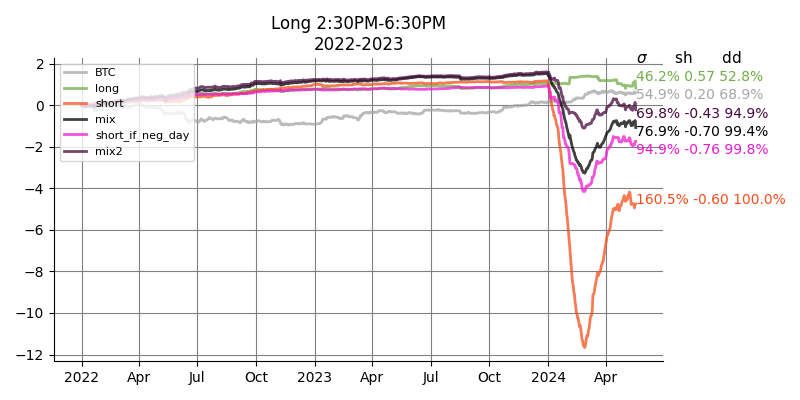 Long 2:30PM-6:30PM
2022-2023
σ sh dd
2
0
−2
−4
−6
−8
−10
−12
BTC
long
short
mix
short_if_neg_day
mix2
46.2% 0.57 52.8%
54.9% 0.20 68.9%
69.8% -0.43 94.9%
76.9% -0.70 99.4%
94.9% -0.76 99.8%
160.5% -0.60 100.0%
2022 Apr Jul Oct 2023 Apr Jul Oct 2024 Apr